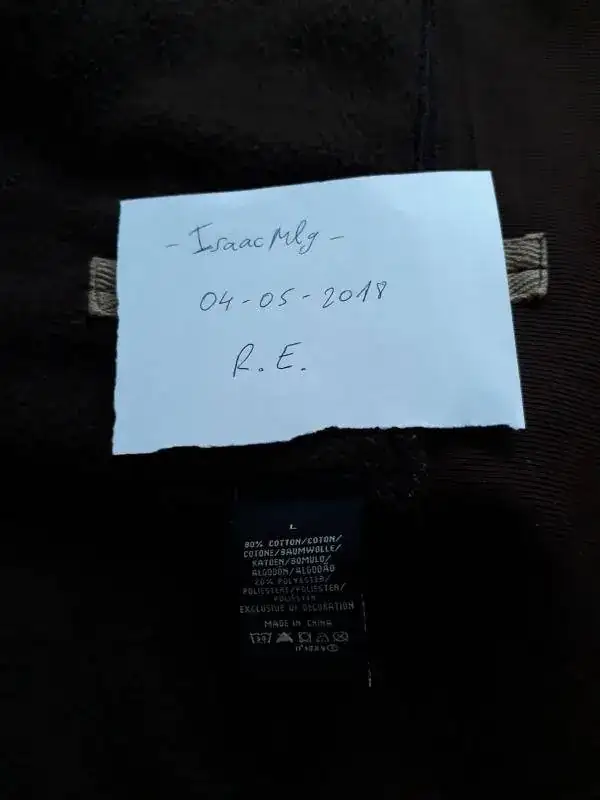 - IsaacMlg -
04-05-2018
R.E.
L
80% COTTON/COTON/
COTONE/BAUMWOLLE/
KATOEN/BOMULD/
ALGODÓN/ALGODÃO
20% POLYESTER/
POLIESTERE/POLIESTER/
POLIÉSTER
EXCLUSIVE OF DECORATION
MADE IN CHINA